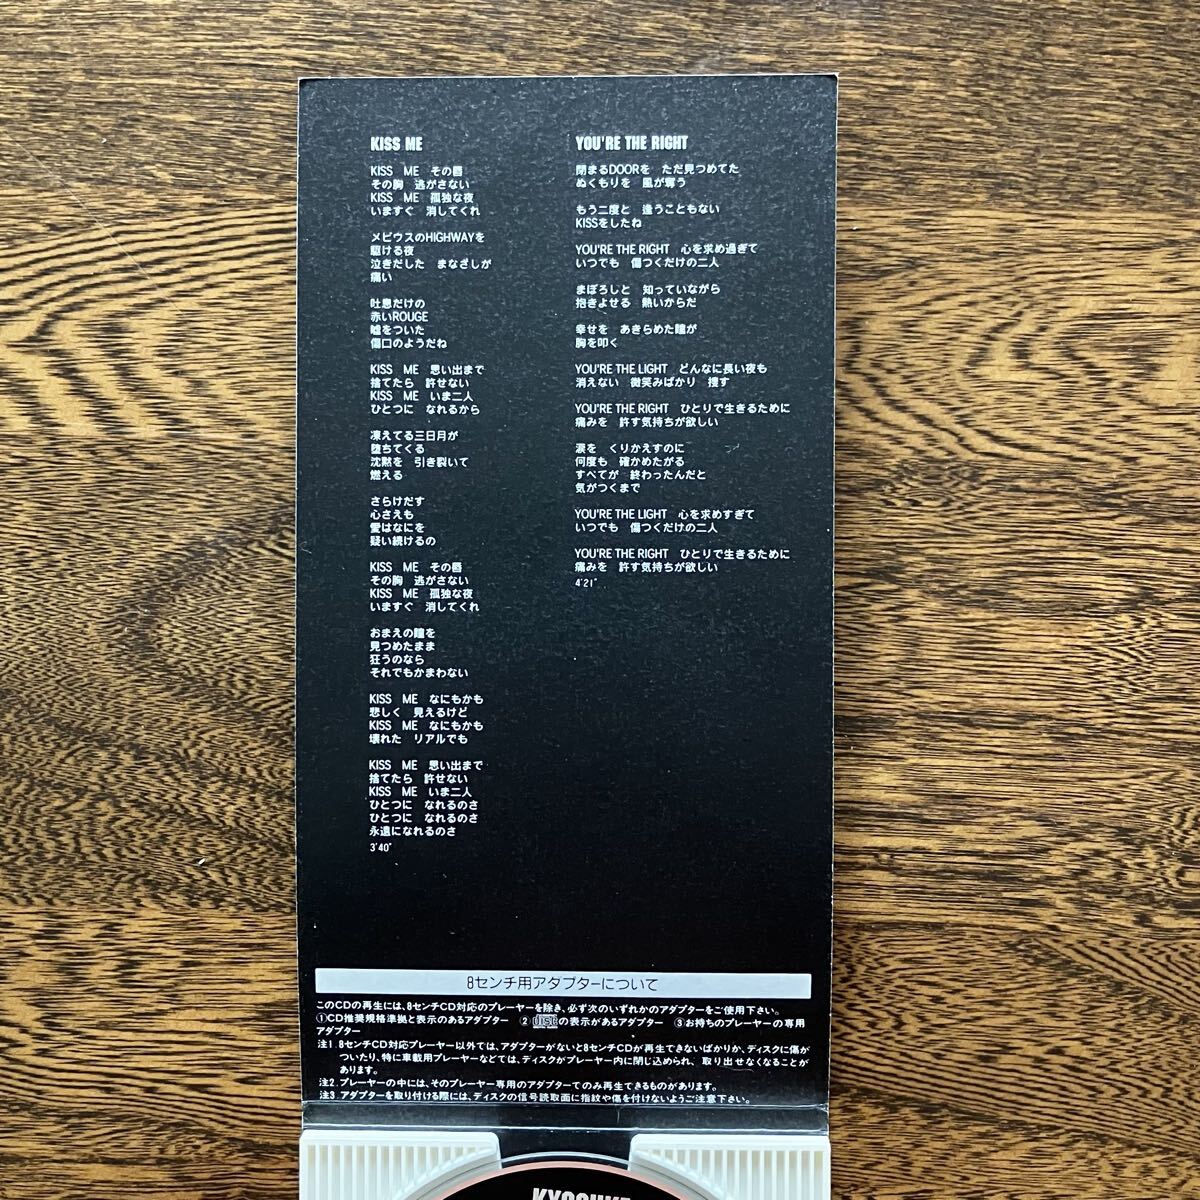 KISS ME
KISS ME その唇
その胸 逃がさない
KISS ME 孤独な夜
いますぐ 消してくれ
メビウスのHIGHWAYを
駆ける夜
泣きだした まなざしが
痛い
吐息だけの
赤いROUGE
嘘をついた
傷口のようだね
KISS ME 思い出まで
捨てたら 許せない
KISS ME いま二人
ひとつに なれるから
凍えてる三日月が
堕ちてくる
沈黙を 引き裂いて
燃える
さらけだす
心さえも
愛はなにを
疑い続けるの
KISS ME その唇
その胸 逃がさない
KISS ME 孤独な夜
いますぐ 消してくれ
おまえの瞳を
見つめたまま
狂うのなら
それでもかまわない
KISS ME なにもかも
悲しく 見えるけど
KISS ME なにもかも
壊れた リアルでも
KISS ME 思い出まで
捨てたら 許せない
KISS ME いま二人
ひとつに なれるのさ
ひとつに なれるのさ
永遠になれるのさ
3'40"
YOU'RE THE RIGHT
閉まるDOORを ただ見つめてた
ぬくもりを 風が奪う
もう二度と 逢うこともない
KISSをしたね
YOU'RE THE RIGHT 心を求め過ぎて
いつでも 傷つくだけの二人
まぼろしと 知っていながら
抱きよせる 熱いからだ
幸せを あきらめた瞳が
胸を叩く
YOU'RE THE LIGHT どんなに長い夜も
消えない 微笑みばかり 捜す
YOU'RE THE RIGHT ひとりで生きるために
痛みを 許す気持ちが欲しい
涙を くりかえすのに
何度も 確かめたがる
すべてが 終わったんだと
気がつくまで
YOU'RE THE LIGHT 心を求めすぎて
いつでも 傷つくだけの二人
YOU'RE THE RIGHT ひとりで生きるために
痛みを 許す気持ちが欲しい
4'21"
8センチ用アダプターについて
このCDの再生には、8センチCD対応のプレーヤーを除き、必ず次のいずれかのアダプターをご使用下さい。
①CD推奨規格準拠と表示のあるアダプター ②DISCの表示があるアダプター ③お持ちのプレーヤーの専用
アダプター
注1. 8センチCD対応プレーヤー以外では、アダプターがないと8センチCDが再生できないばかりか、ディスクに傷が
ついたり、特に車載用プレーヤーなどでは、ディスクがプレーヤー内に閉じ込められ、取り出せなくなることが
あります。
注2. プレーヤーの中には、そのプレーヤー専用のアダプターでのみ再生できるものがあります。
注3. アダプターを取り付ける際には、ディスクの信号読取面に指紋や傷を付けないようご注意下さい。